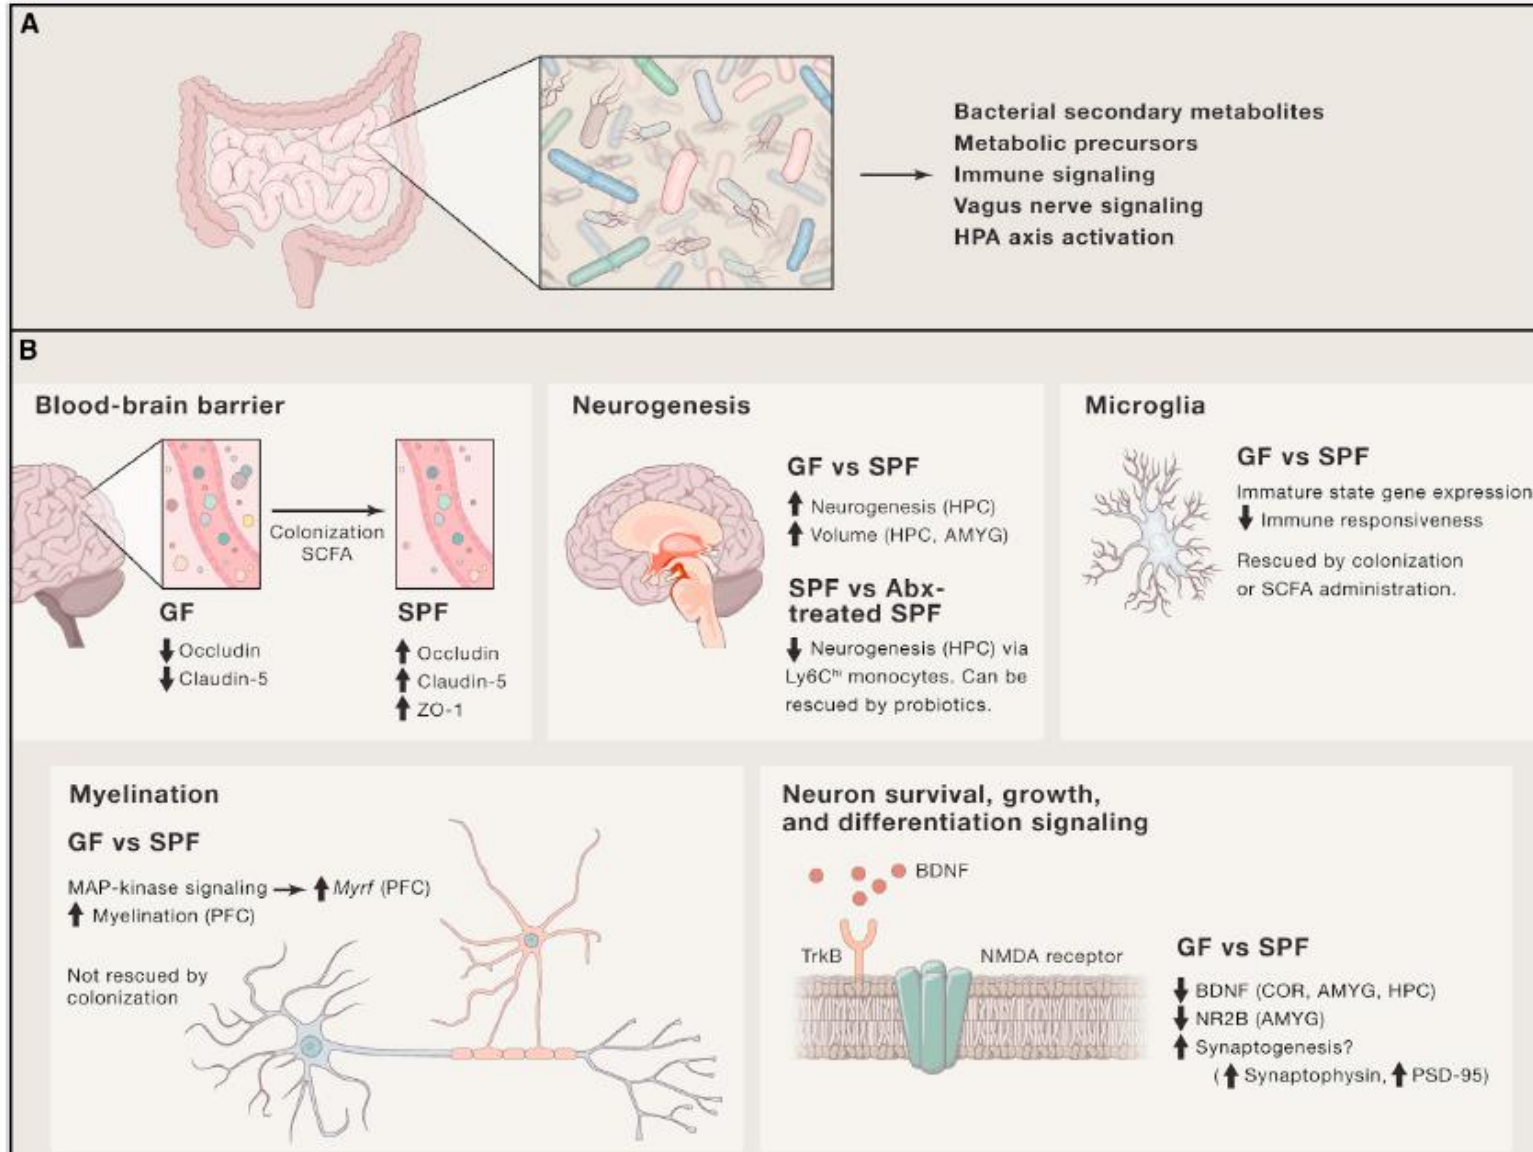 A
Bacterial secondary metabolites
Metabolic precursors
Immune signaling
Vagus nerve signaling
HPA axis activation
B
Blood-brain barrier
Colonization
SCFA
GF
Occludin
Claudin-5
SPF
Occludin
Claudin-5
ZO-1
Neurogenesis
GF vs SPF
Neurogenesis (HPC)
Volume (HPC, AMYG)
SPF vs Abx-
treated SPF
Neurogenesis (HPC) via
Ly6Cʰⁱ monocytes. Can be
rescued by probiotics.
Microglia
GF vs SPF
Immature state gene expression
Immune responsiveness
Rescued by colonization
or SCFA administration.
Myelination
GF vs SPF
MAP-kinase signaling → ↑ Myrf (PFC)
Myelination (PFC)
Not rescued by
colonization
Neuron survival, growth,
and differentiation signaling
BDNF
TrkB
NMDA receptor
GF vs SPF
BDNF (COR, AMYG, HPC)
NR2B (AMYG)
Synaptogenesis?
(↑ Synaptophysin, ↑ PSD-95)